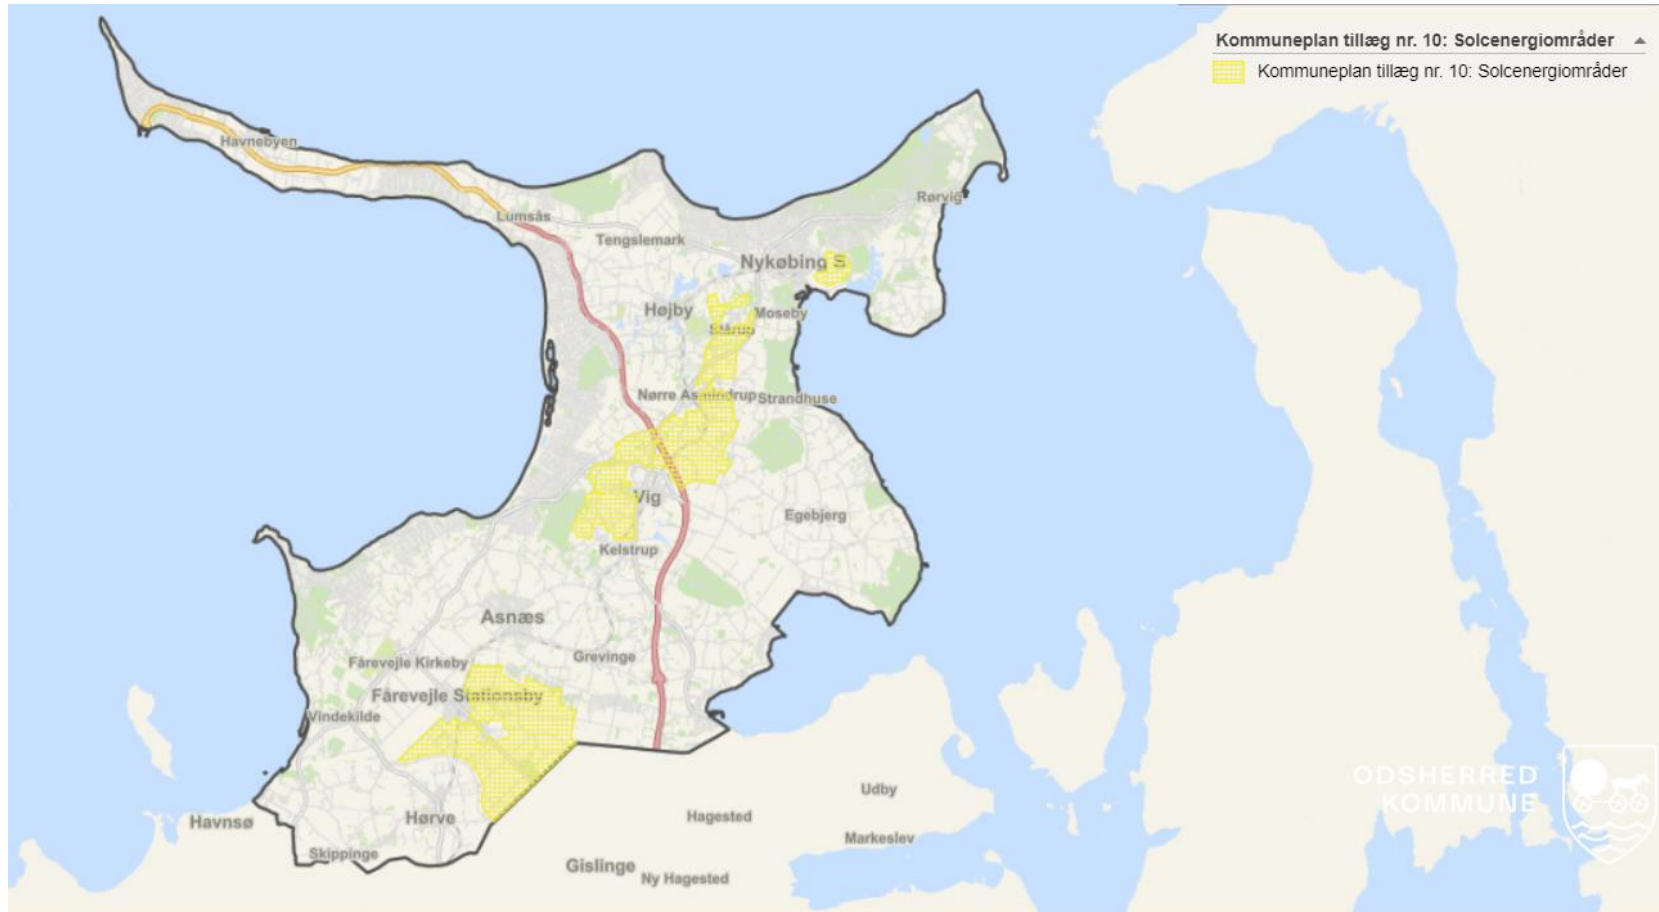 Kommuneplan tillæg nr. 10: Solcenergiområder
Kommuneplan tillæg nr. 10: Solcenergiområder
Havnebyen
Rørvig
Lumsås
Tengslemark
Nykøbing S
Højby
Moseby
Stårup
Nørre Asmindrup
Strandhuse
Vig
Egebjerg
Kelstrup
Asnæs
Grevinge
Fårevejle Kirkeby
Fårevejle Stationsby
Vindekilde
ODSHERRED
KOMMUNE
Udby
Hagested
Havnsø
Hørve
Markeslev
Skippinge
Gislinge
Ny Hagested